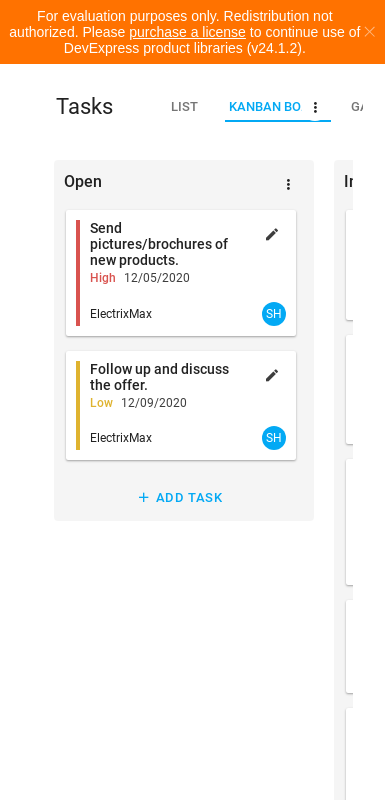 For evaluation purposes only. Redistribution not
authorized. Please purchase a license to continue use of
DevExpress product libraries (v24.1.2).
Tasks
LIST
KANBAN BO
Open
Send
pictures/brochures of
new products.
High 12/05/2020
ElectrixMax
SH
Follow up and discuss
the offer.
Low 12/09/2020
ElectrixMax
SH
+ ADD TASK